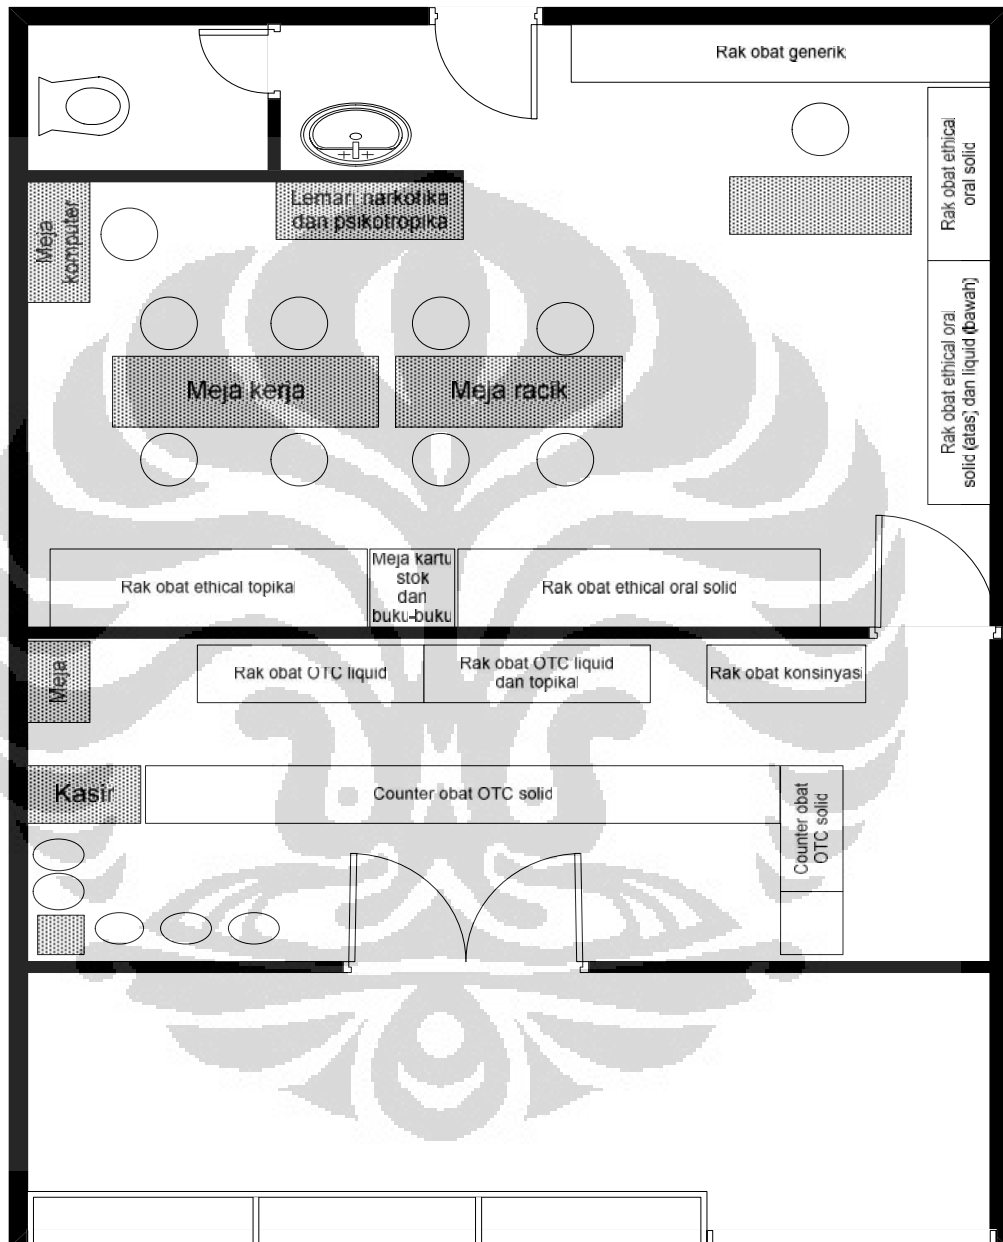 Rak obat generik
Rak obat ethical
oral solid
Lemari narkotika
dan psikotropika
Meja
komputer
Rak obat ethical oral
solid (atas) dan liquid (bawah)
Meja kerja
Meja racik
Rak obat ethical topikal
Meja kartu
stok
dan
buku-buku
Rak obat ethical oral solid
Meja
Rak obat OTC liquid
Rak obat OTC liquid
dan topikal
Rak obat konsinyasi
Kasir
Counter obat OTC solid
Counter obat
OTC solid